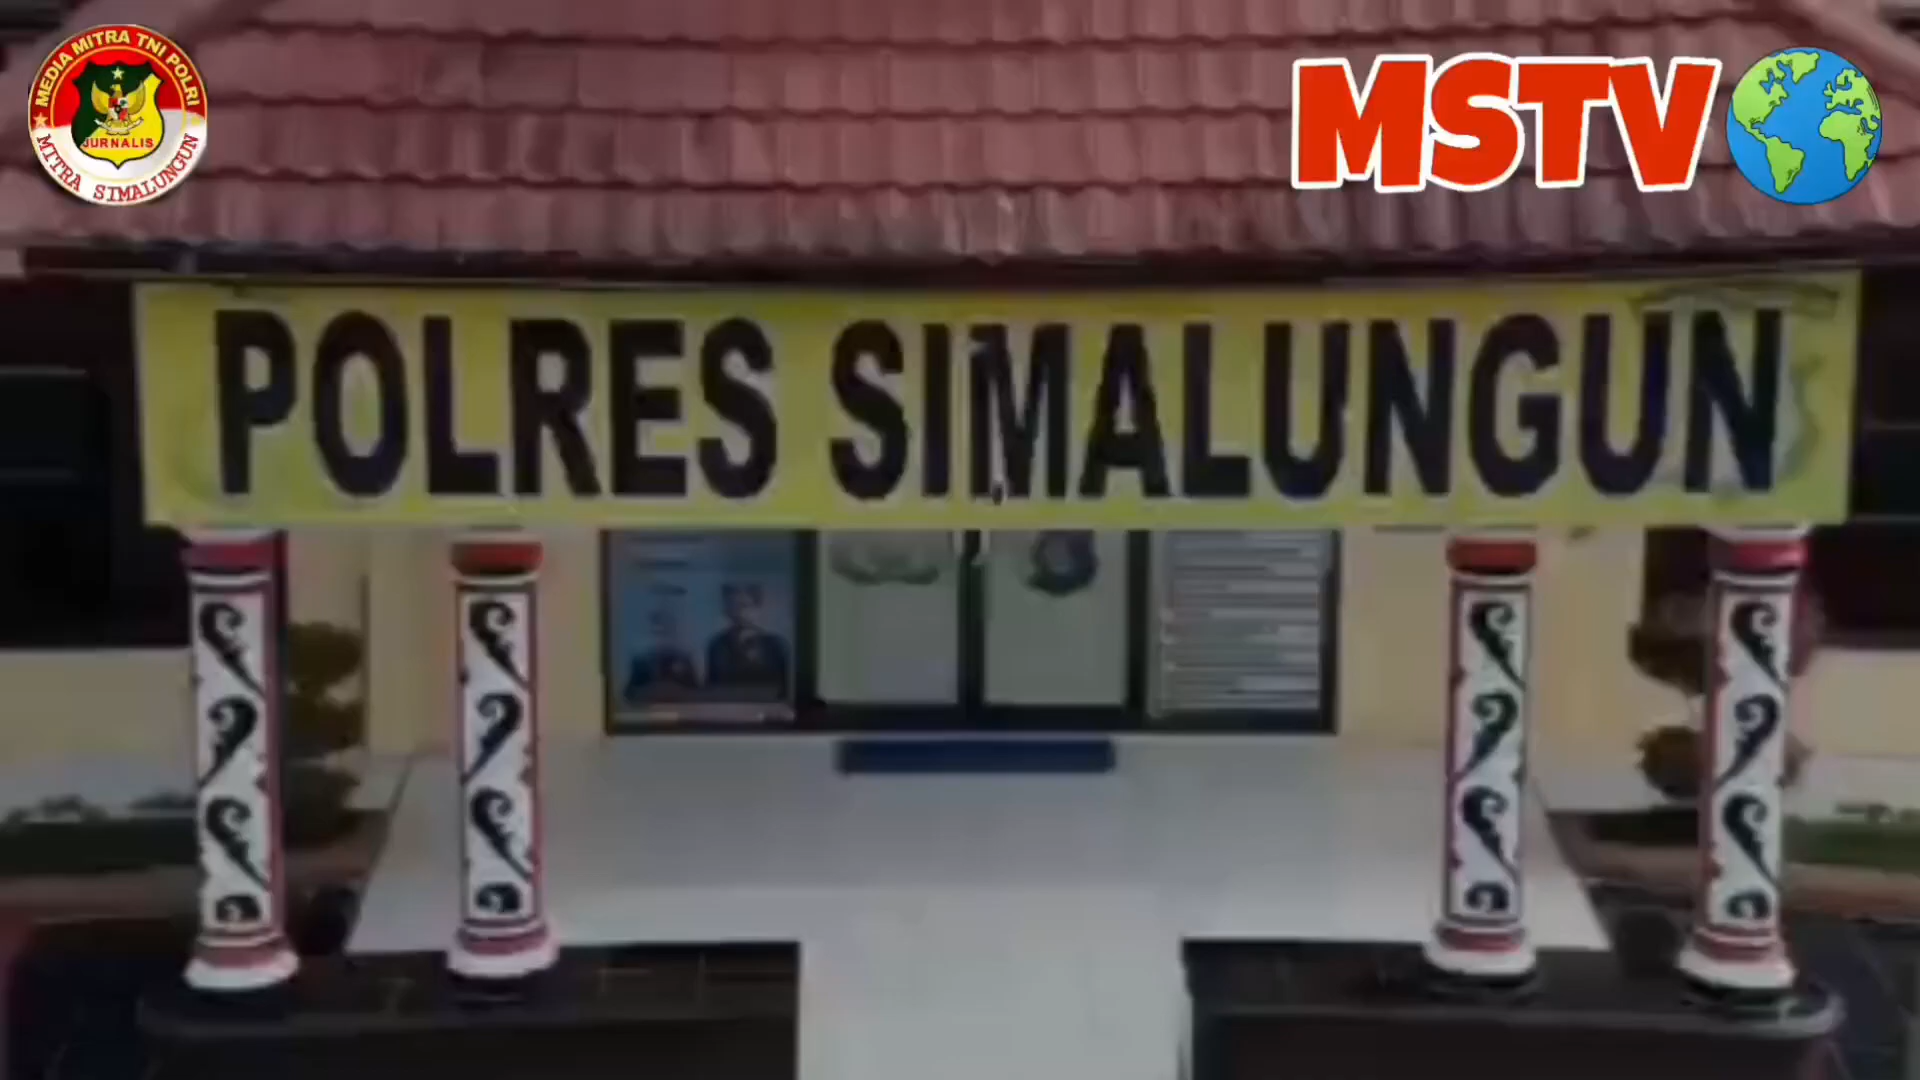 MEDIA MITRA TNI POLRI
JURNALIS
MITRA SIMALUNGUN
MSTV
POLRES SIMALUNGUN